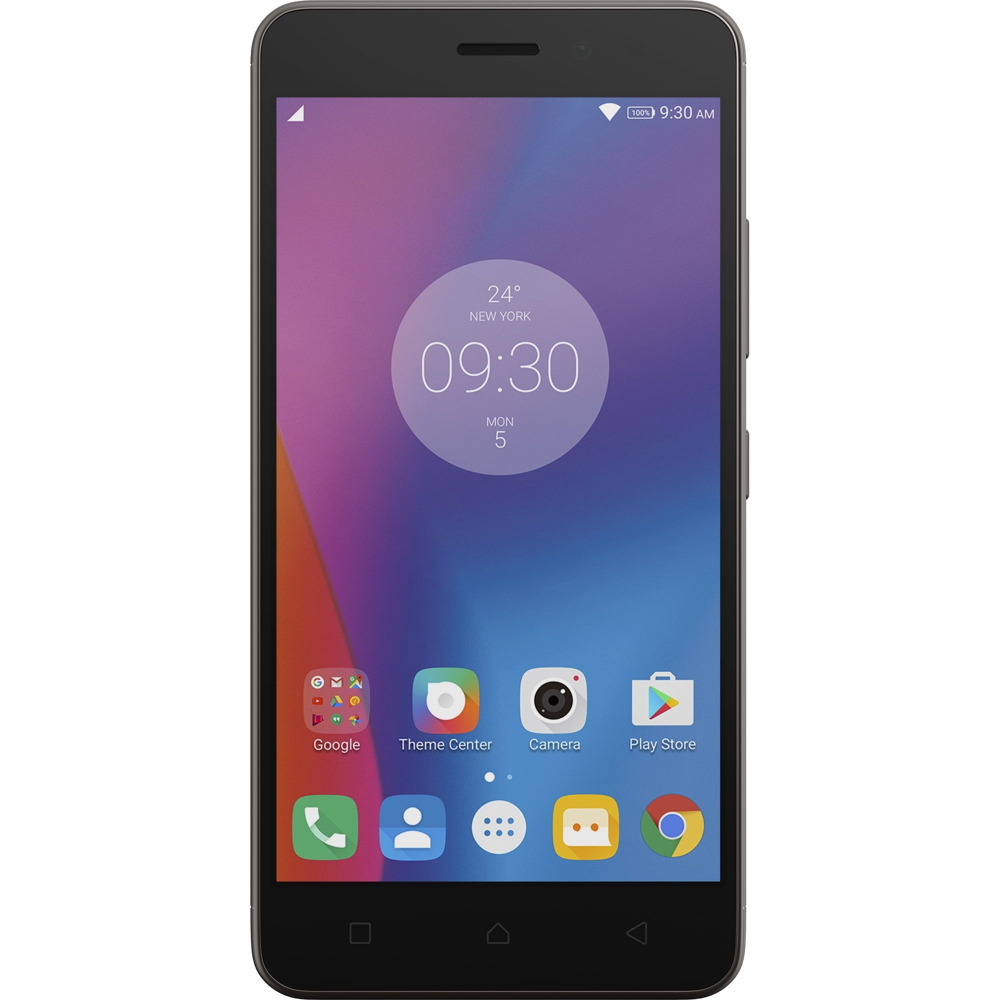 100% 9:30 AM
24°
NEW YORK
09:30
MON
5
Google
Theme Center
Camera
Play Store